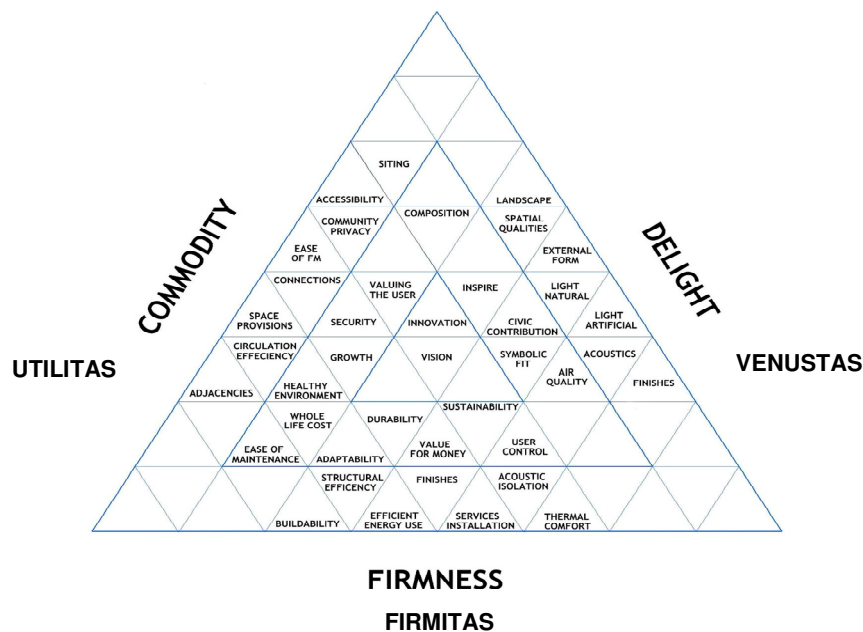 SITING
ACCESSIBILITY
LANDSCAPE
COMMUNITY
PRIVACY
COMPOSITION
SPATIAL
QUALITIES
EASE
OF FM
EXTERNAL
FORM
COMMODITY
DELIGHT
CONNECTIONS
VALUING
THE USER
INSPIRE
LIGHT
NATURAL
SPACE
PROVISIONS
SECURITY
INNOVATION
CIVIC
CONTRIBUTION
LIGHT
ARTIFICIAL
CIRCULATION
EFFECIENCY
GROWTH
VISION
SYMBOLIC
FIT
ACOUSTICS
UTILITAS
VENUSTAS
AIR
QUALITY
FINISHES
ADJACENCIES
HEALTHY
ENVIRONMENT
WHOLE
LIFE COST
DURABILITY
SUSTAINABILITY
EASE OF
MAINTENANCE
ADAPTABILITY
VALUE
FOR MONEY
USER
CONTROL
STRUCTURAL
EFFICENCY
FINISHES
ACOUSTIC
ISOLATION
BUILDABILITY
EFFICIENT
ENERGY USE
SERVICES
INSTALLATION
THERMAL
COMFORT
FIRMNESS
FIRMITAS